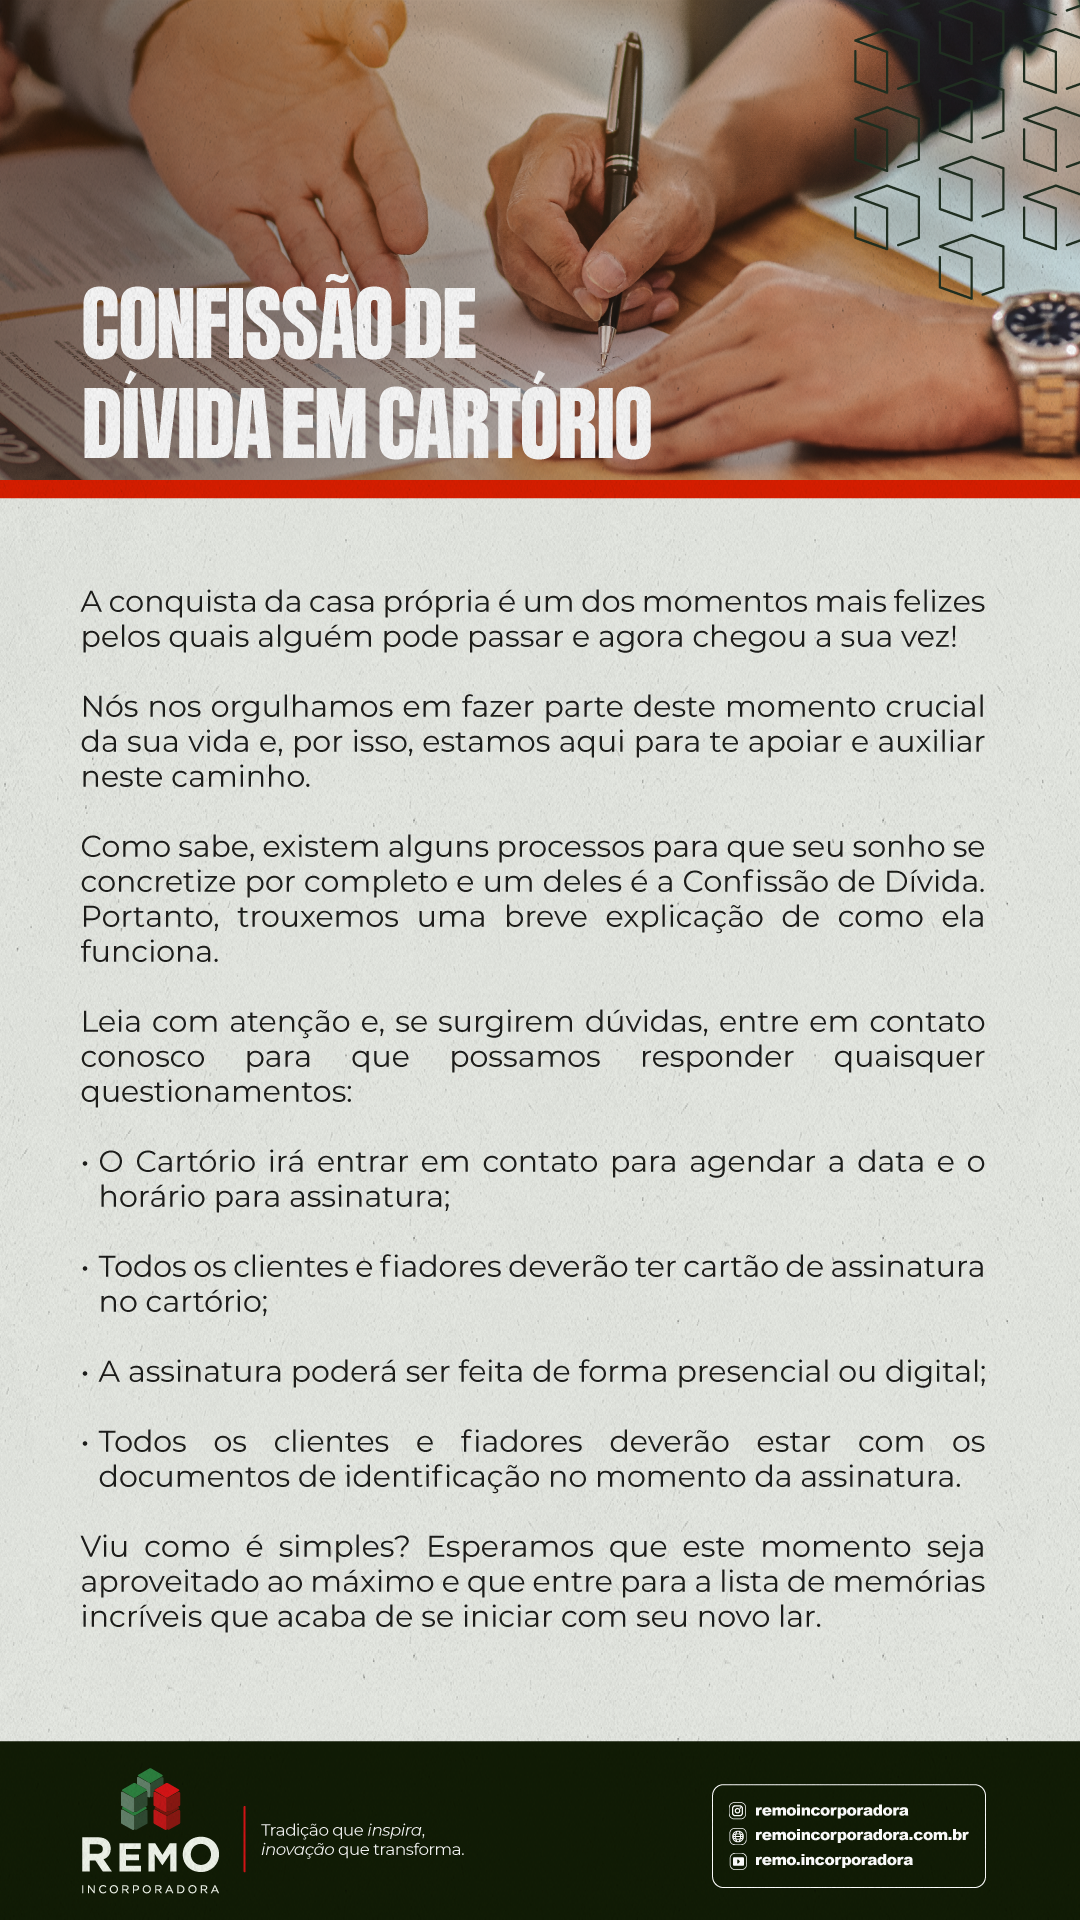 CONFISSÃO DE
DÍVIDA EM CARTÓRIO
A conquista da casa própria é um dos momentos mais felizes
pelos quais alguém pode passar e agora chegou a sua vez!
Nós nos orgulhamos em fazer parte deste momento crucial
da sua vida e, por isso, estamos aqui para te apoiar e auxiliar
neste caminho.
Como sabe, existem alguns processos para que seu sonho se
concretize por completo e um deles é a Confissão de Dívida.
Portanto, trouxemos uma breve explicação de como ela
funciona.
Leia com atenção e, se surgirem dúvidas, entre em contato
conosco para que possamos responder quaisquer
questionamentos:
• O Cartório irá entrar em contato para agendar a data e o
horário para assinatura;
• Todos os clientes e fiadores deverão ter cartão de assinatura
no cartório;
• A assinatura poderá ser feita de forma presencial ou digital;
• Todos os clientes e fiadores deverão estar com os
documentos de identificação no momento da assinatura.
Viu como é simples? Esperamos que este momento seja
aproveitado ao máximo e que entre para a lista de memórias
incríveis que acaba de se iniciar com seu novo lar.
REMO
INCORPORADORA
Tradição que inspira,
inovação que transforma.
remoincorporadora
remoincorporadora.com.br
remo.incorporadora